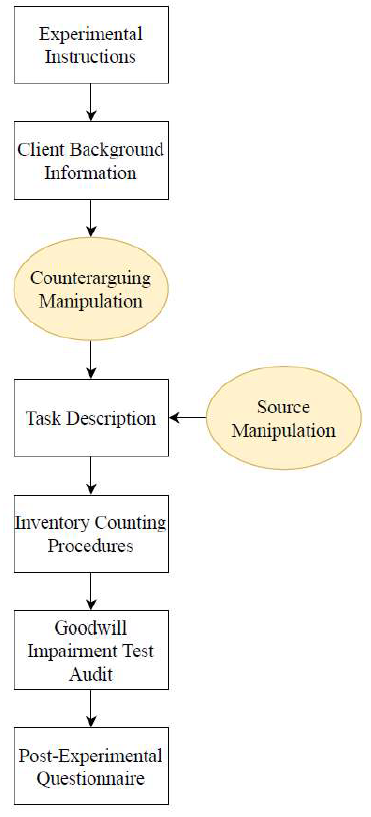 Experimental
Instructions
Client Background
Information
Counterarguing
Manipulation
Task Description
Source
Manipulation
Inventory Counting
Procedures
Goodwill
Impairment Test
Audit
Post-Experimental
Questionnaire